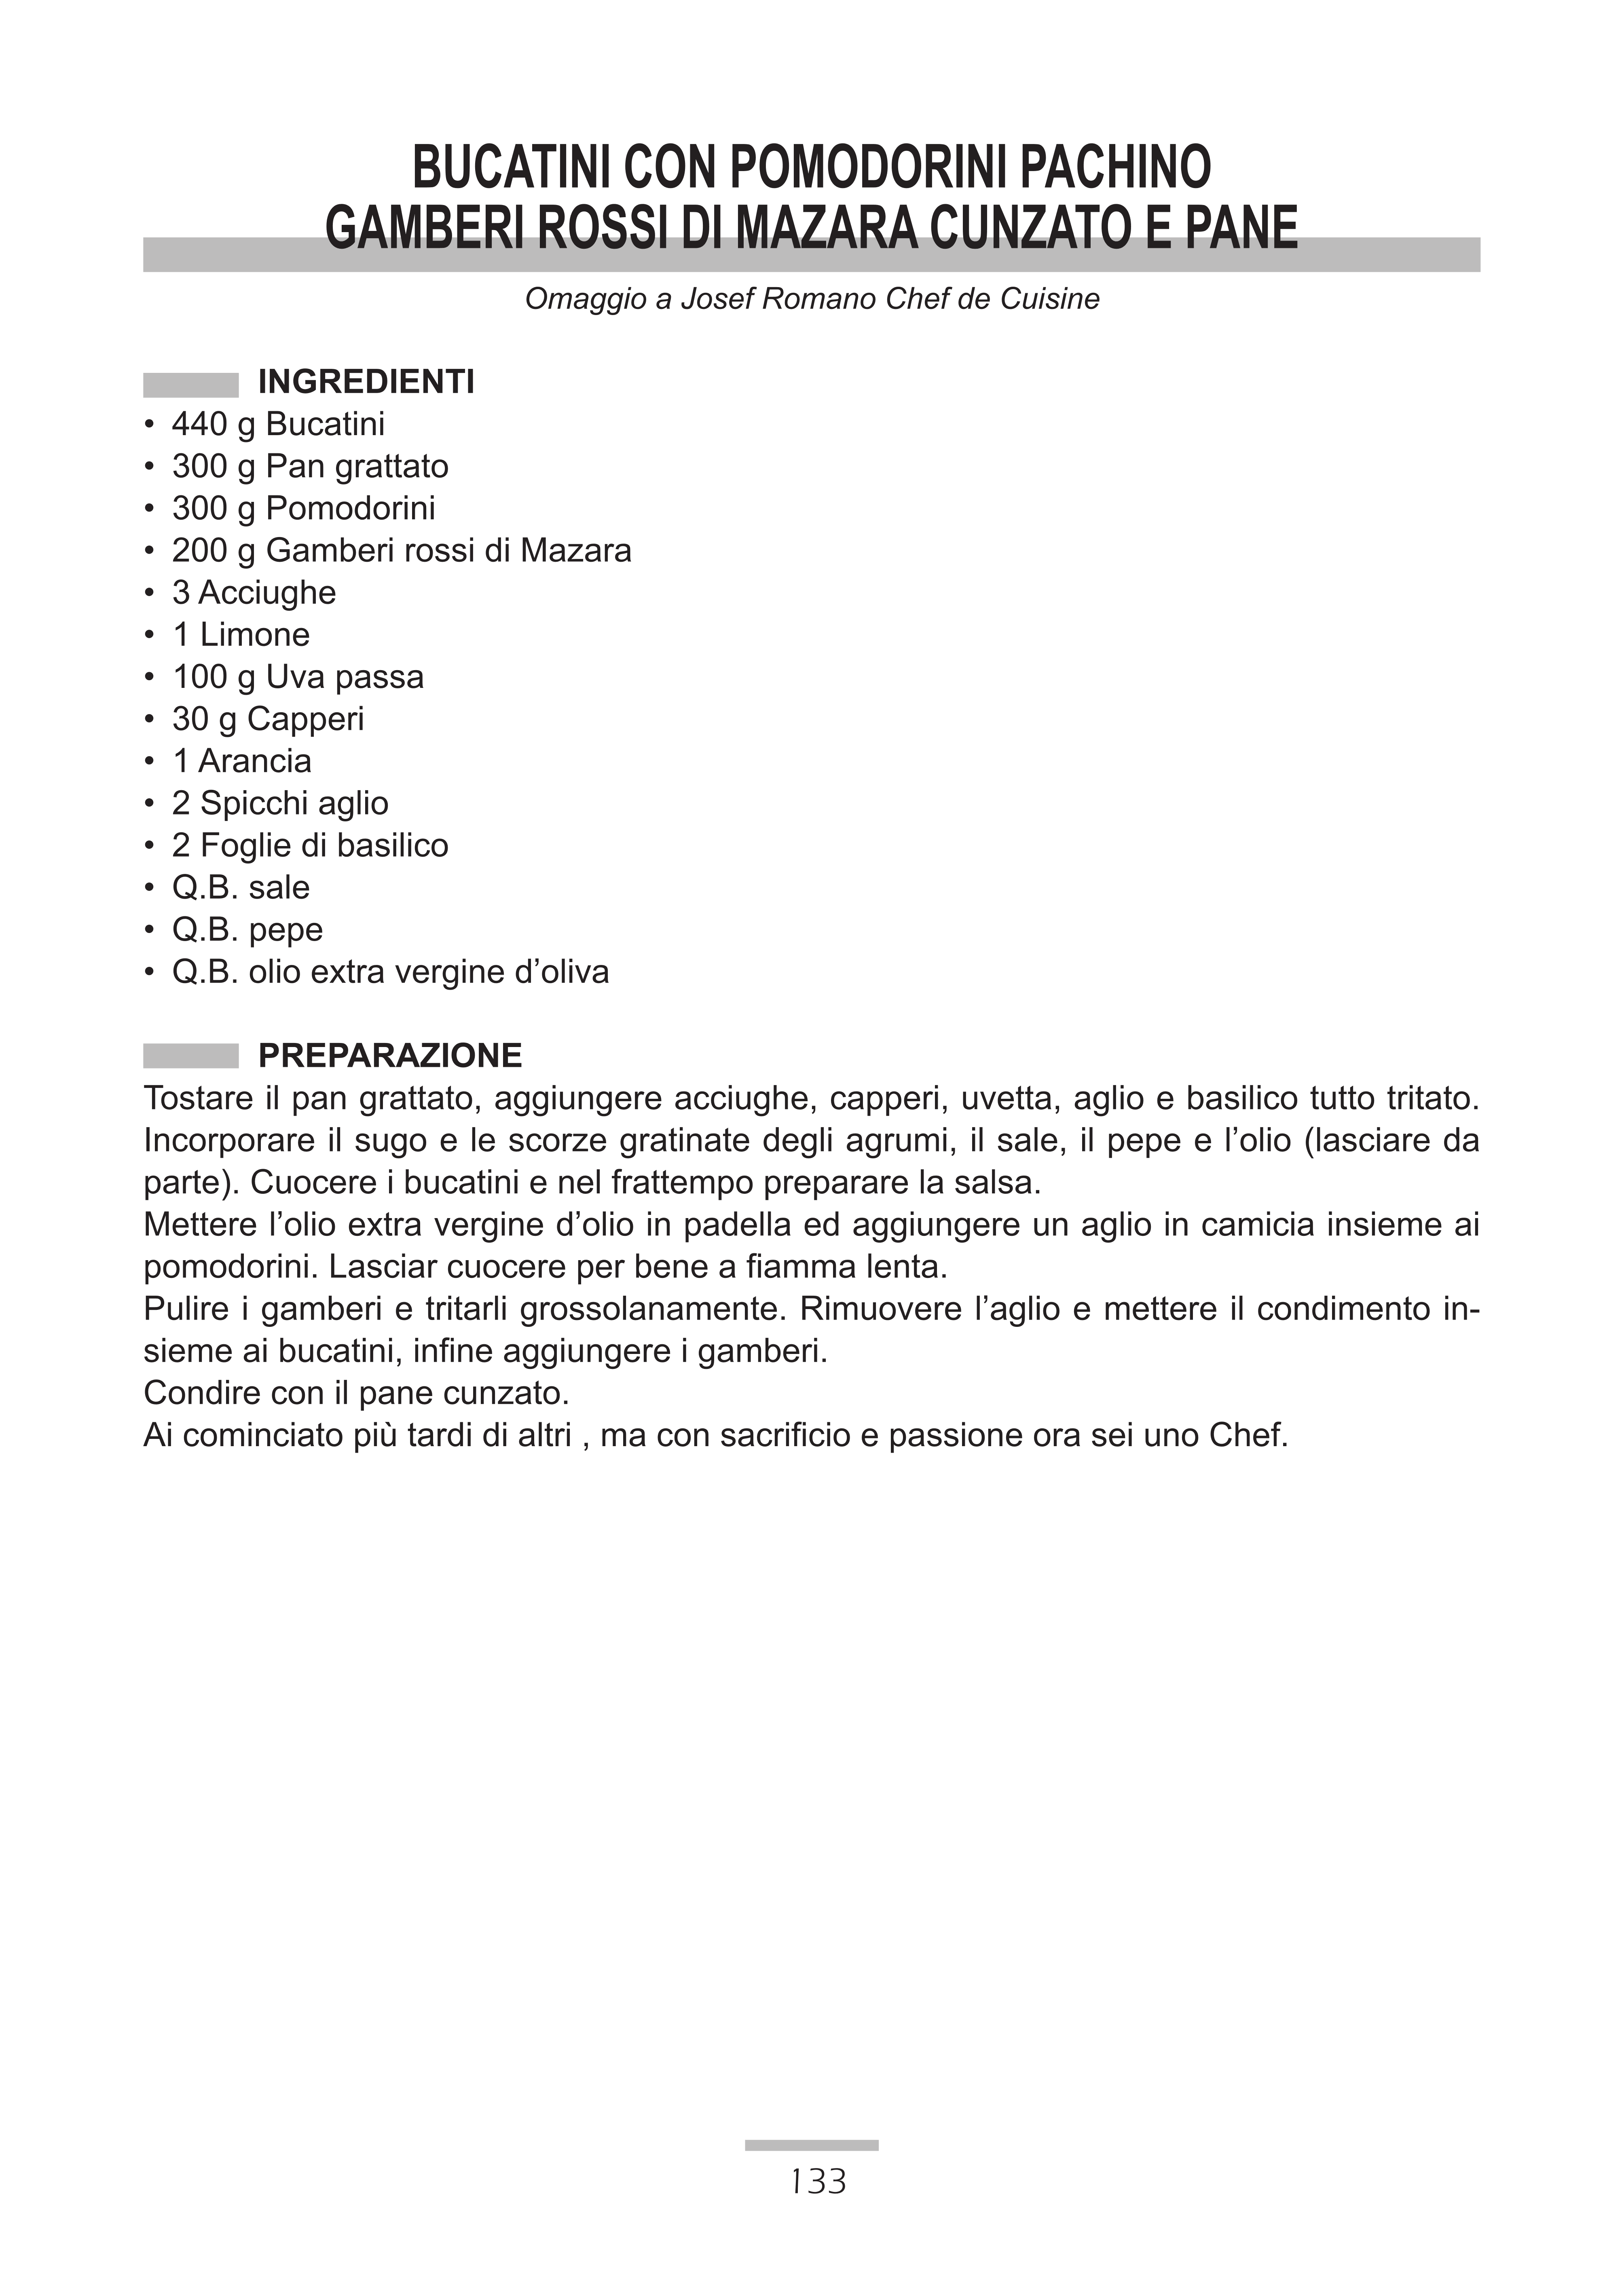 BUCATINI CON POMODORINI PACHINO
GAMBERI ROSSI DI MAZARA CUNZATO E PANE
Omaggio a Josef Romano Chef de Cuisine
INGREDIENTI
• 440 g Bucatini
• 300 g Pan grattato
• 300 g Pomodorini
• 200 g Gamberi rossi di Mazara
• 3 Acciughe
• 1 Limone
• 100 g Uva passa
• 30 g Capperi
• 1 Arancia
• 2 Spicchi aglio
• 2 Foglie di basilico
• Q.B. sale
• Q.B. pepe
• Q.B. olio extra vergine d’oliva
PREPARAZIONE
Tostare il pan grattato, aggiungere acciughe, capperi, uvetta, aglio e basilico tutto tritato.
Incorporare il sugo e le scorze gratinate degli agrumi, il sale, il pepe e l’olio (lasciare da
parte). Cuocere i bucatini e nel frattempo preparare la salsa.
Mettere l’olio extra vergine d’olio in padella ed aggiungere un aglio in camicia insieme ai
pomodorini. Lasciar cuocere per bene a fiamma lenta.
Pulire i gamberi e tritarli grossolanamente. Rimuovere l’aglio e mettere il condimento in-
sieme ai bucatini, infine aggiungere i gamberi.
Condire con il pane cunzato.
Ai cominciato più tardi di altri , ma con sacrificio e passione ora sei uno Chef.
133